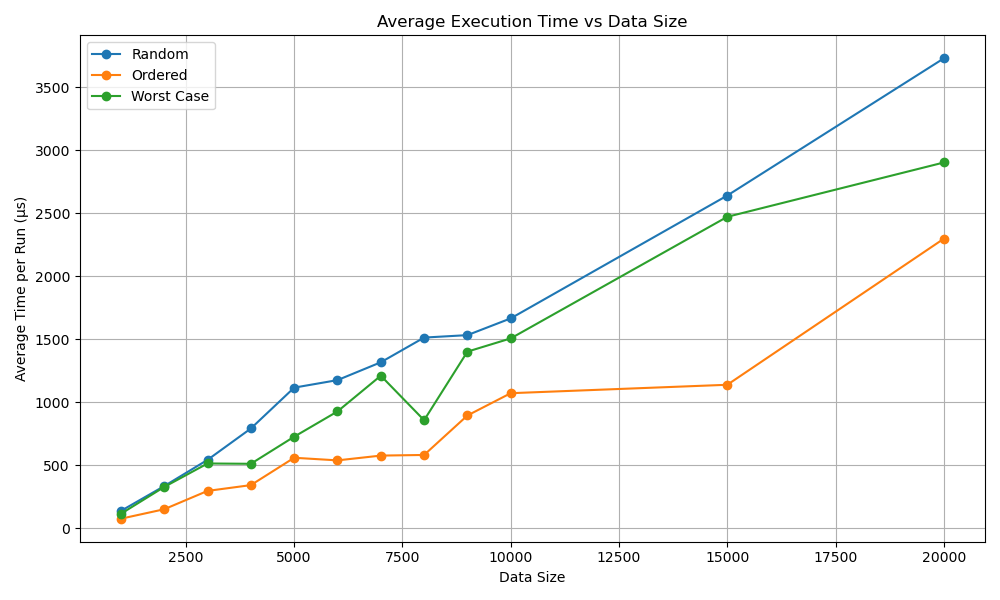 Average Execution Time vs Data Size
Random
Ordered
Worst Case
Average Time per Run (µs)
3500
3000
2500
2000
1500
1000
500
0
2500
5000
7500
10000
12500
15000
17500
20000
Data Size